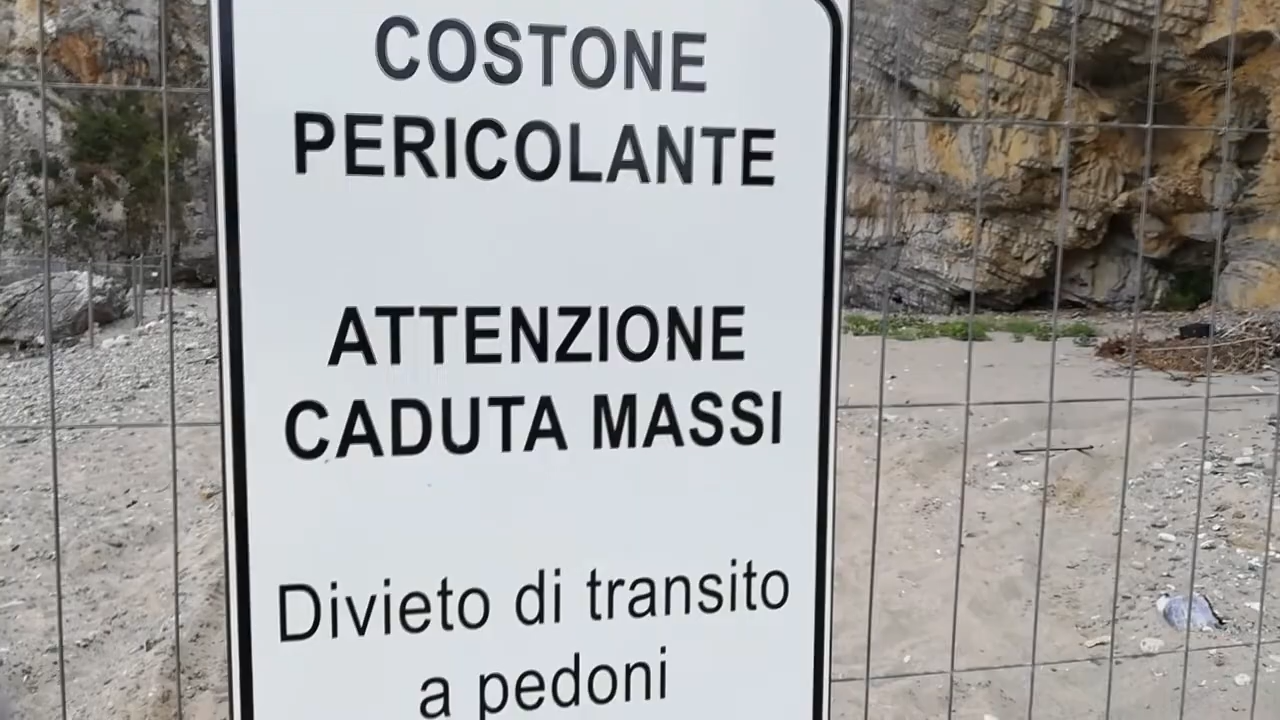 COSTONE
PERICOLANTE
ATTENZIONE
CADUTA MASSI
Divieto di transito
a pedoni